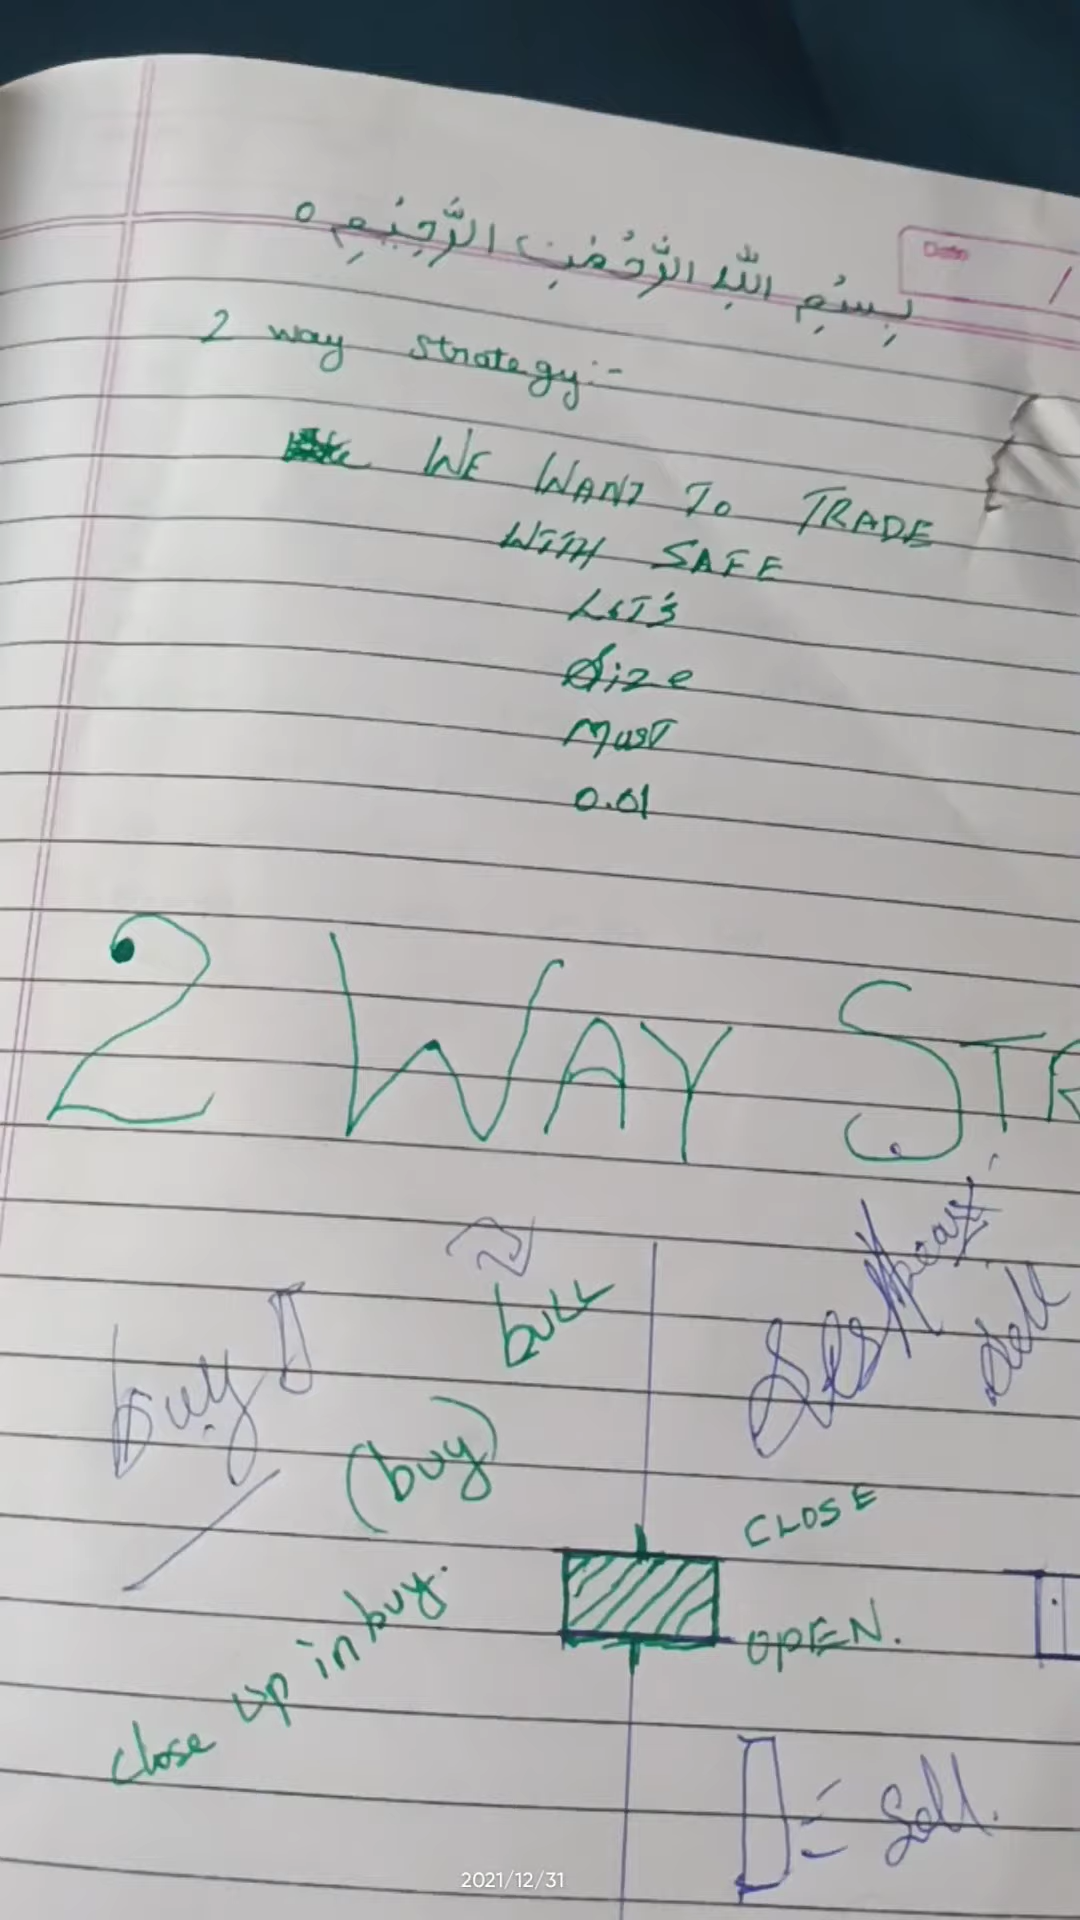 بِسْمِ اللّٰهِ الرَّحْمٰنِ الرَّحِيْمِ ٥
Date /
2 way strategy:-
WE WANT TO TRADE
WITH SAFE
LOT'S
Size
Must
0.01
2 WAY STR
bull
buy
sell
(buy)
CLOSE
close up in buy.
OPEN.
= Sell.
2021/12/31